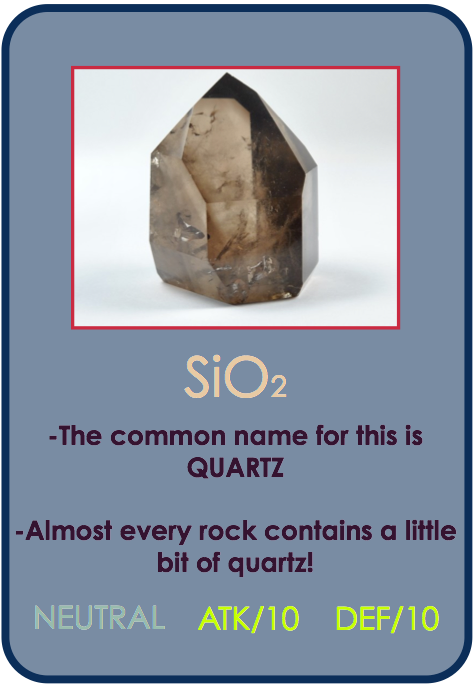 SiO₂
-The common name for this is
QUARTZ
-Almost every rock contains a little
bit of quartz!
NEUTRAL ATK/10 DEF/10